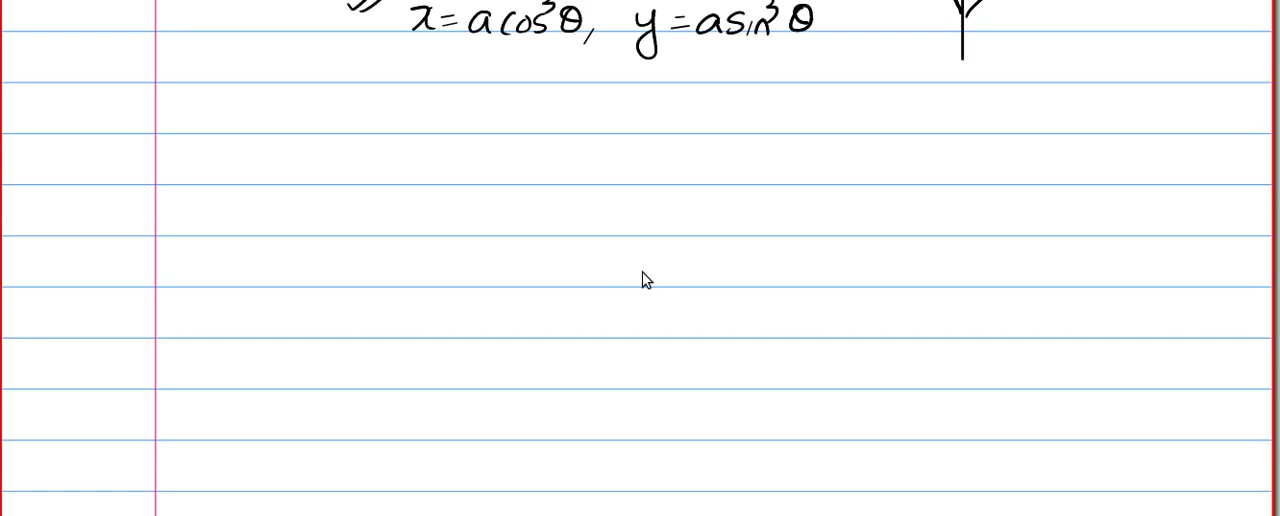 x = a cos³θ, y = a sin³θ